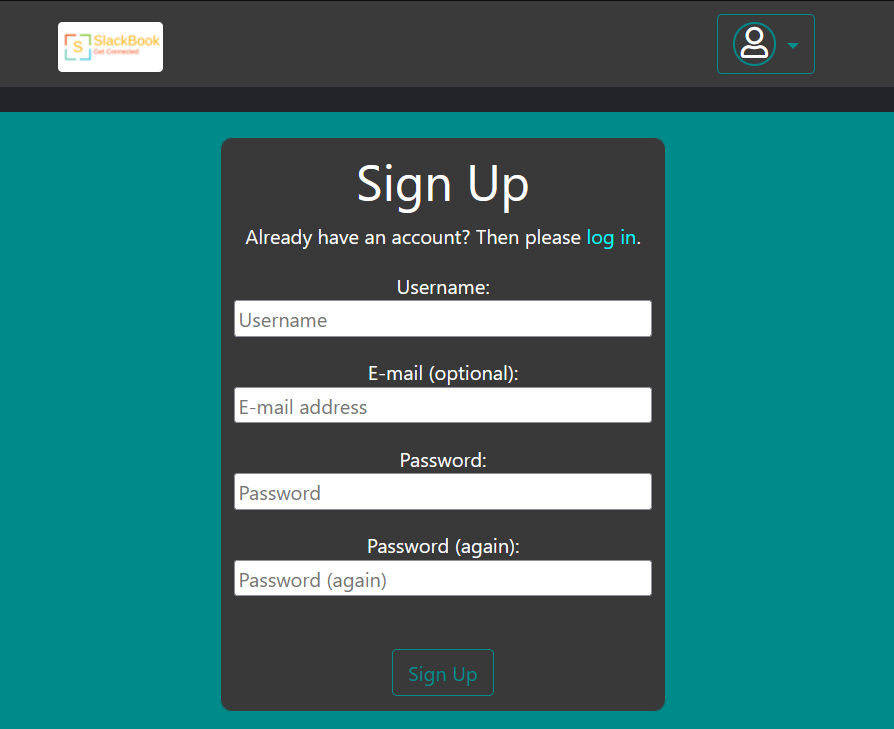 S
SlackBook
Get Connected
Sign Up
Already have an account? Then please log in.
Username:
Username
E-mail (optional):
E-mail address
Password:
Password
Password (again):
Password (again)
Sign Up